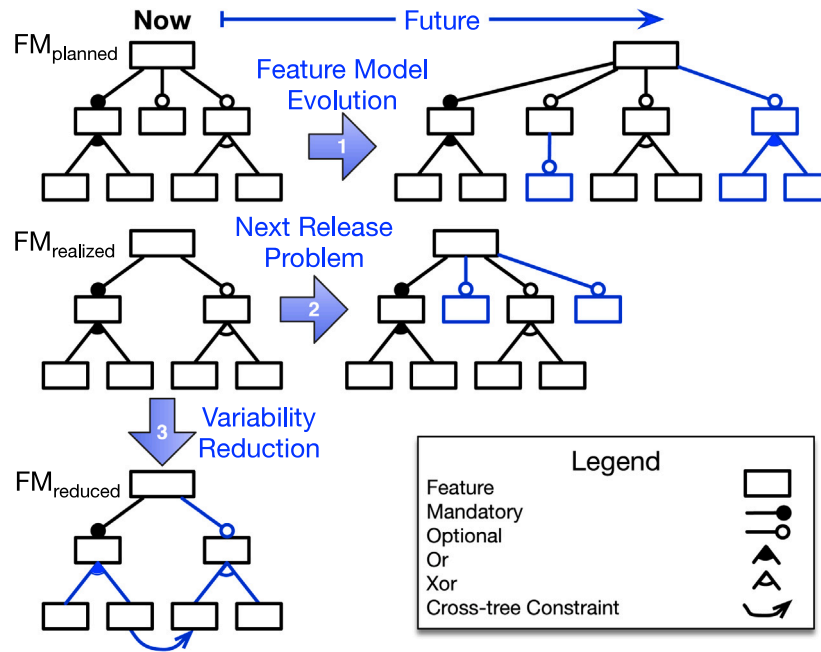 Now
Future
FMplanned
Feature Model
Evolution
1
FMrealized
Next Release
Problem
2
3
Variability
Reduction
FMreduced
Legend
Feature
Mandatory
Optional
Or
Xor
Cross-tree Constraint